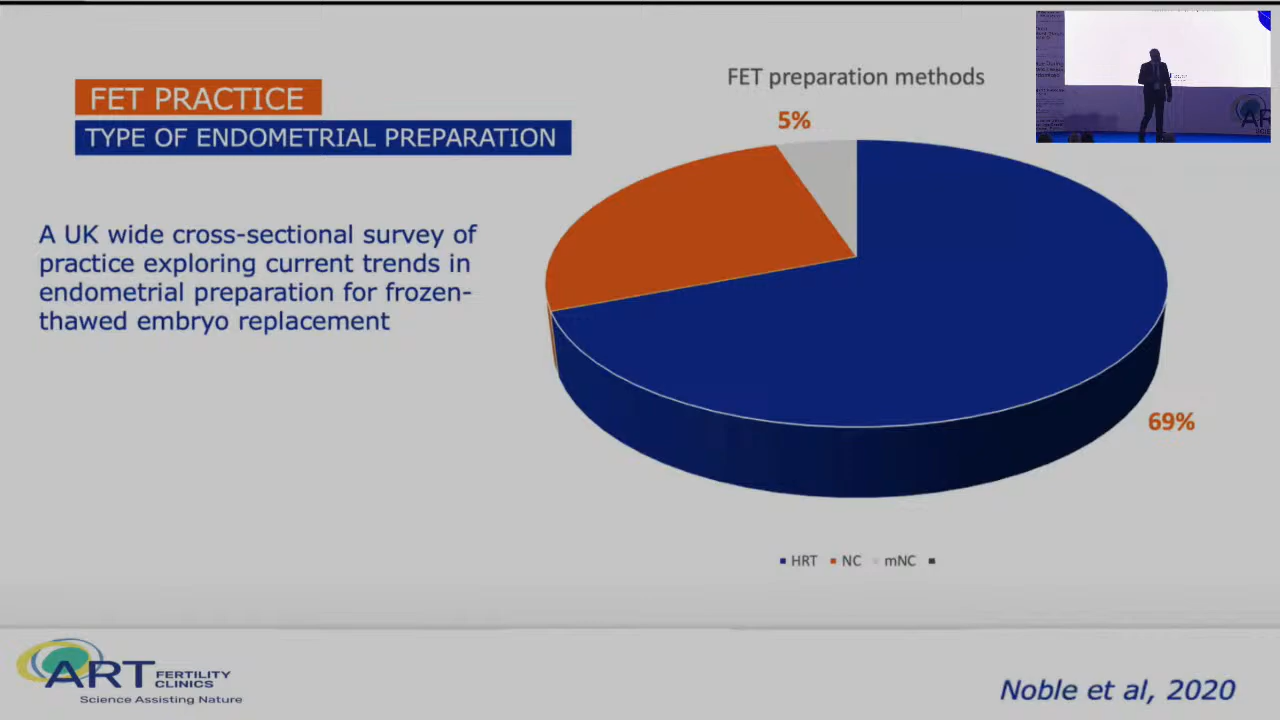 FET PRACTICE
TYPE OF ENDOMETRIAL PREPARATION
A UK wide cross-sectional survey of
practice exploring current trends in
endometrial preparation for frozen-
thawed embryo replacement
FET preparation methods
5%
69%
HRT NC mNC
ART FERTILITY
CLINICS
Science Assisting Nature
Noble et al, 2020
ART